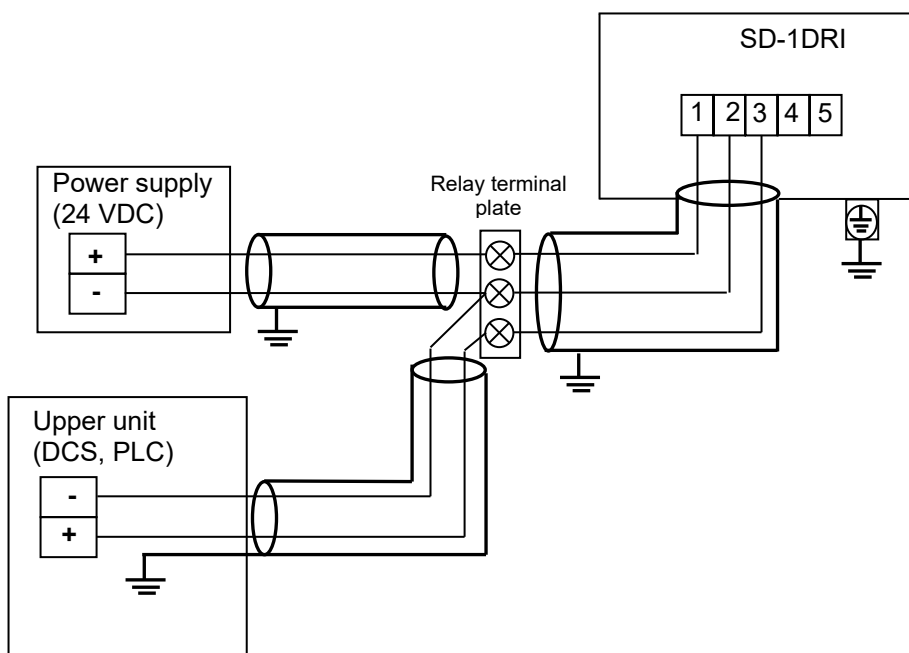 SD-1DRI
1 2 3 4 5
Power supply
(24 VDC)
+
-
Relay terminal
plate
Upper unit
(DCS, PLC)
-
+